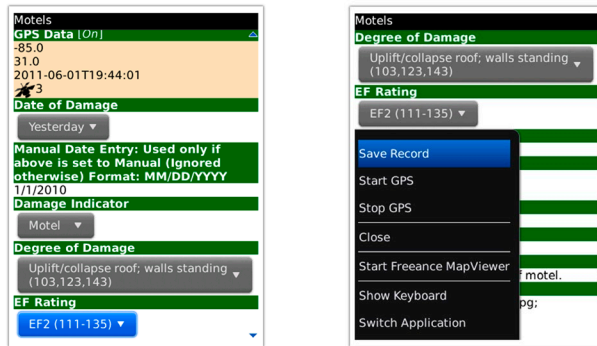 Motels
GPS Data [On]
-85.0
31.0
2011-06-01T19:44:01
3
Date of Damage
Yesterday
Manual Date Entry: Used only if
above is set to Manual (Ignored
otherwise) Format: MM/DD/YYYY
1/1/2010
Damage Indicator
Motel
Degree of Damage
Uplift/collapse roof; walls standing
(103,123,143)
EF Rating
EF2 (111-135)
Motels
Degree of Damage
Uplift/collapse roof; walls standing
(103,123,143)
EF Rating
EF2 (111-135)
Save Record
Start GPS
Stop GPS
Close
Start Freeance MapViewer
f motel.
Show Keyboard
pg;
Switch Application